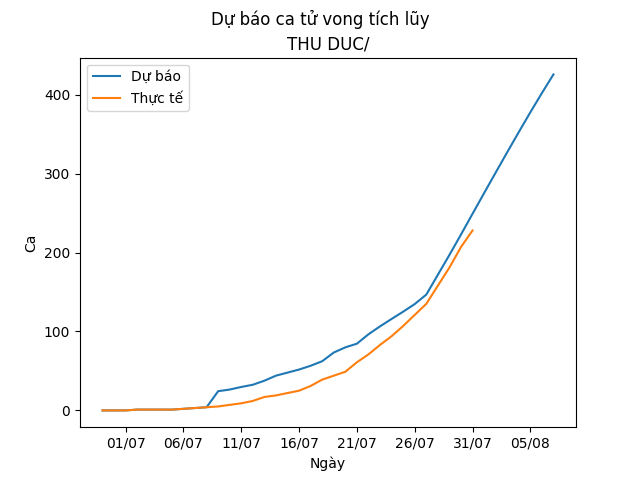 Dự báo ca tử vong tích lũy
THU DUC/
Dự báo
Thực tế
400
300
200
100
0
Ca
01/07 06/07 11/07 16/07 21/07 26/07 31/07 05/08
Ngày